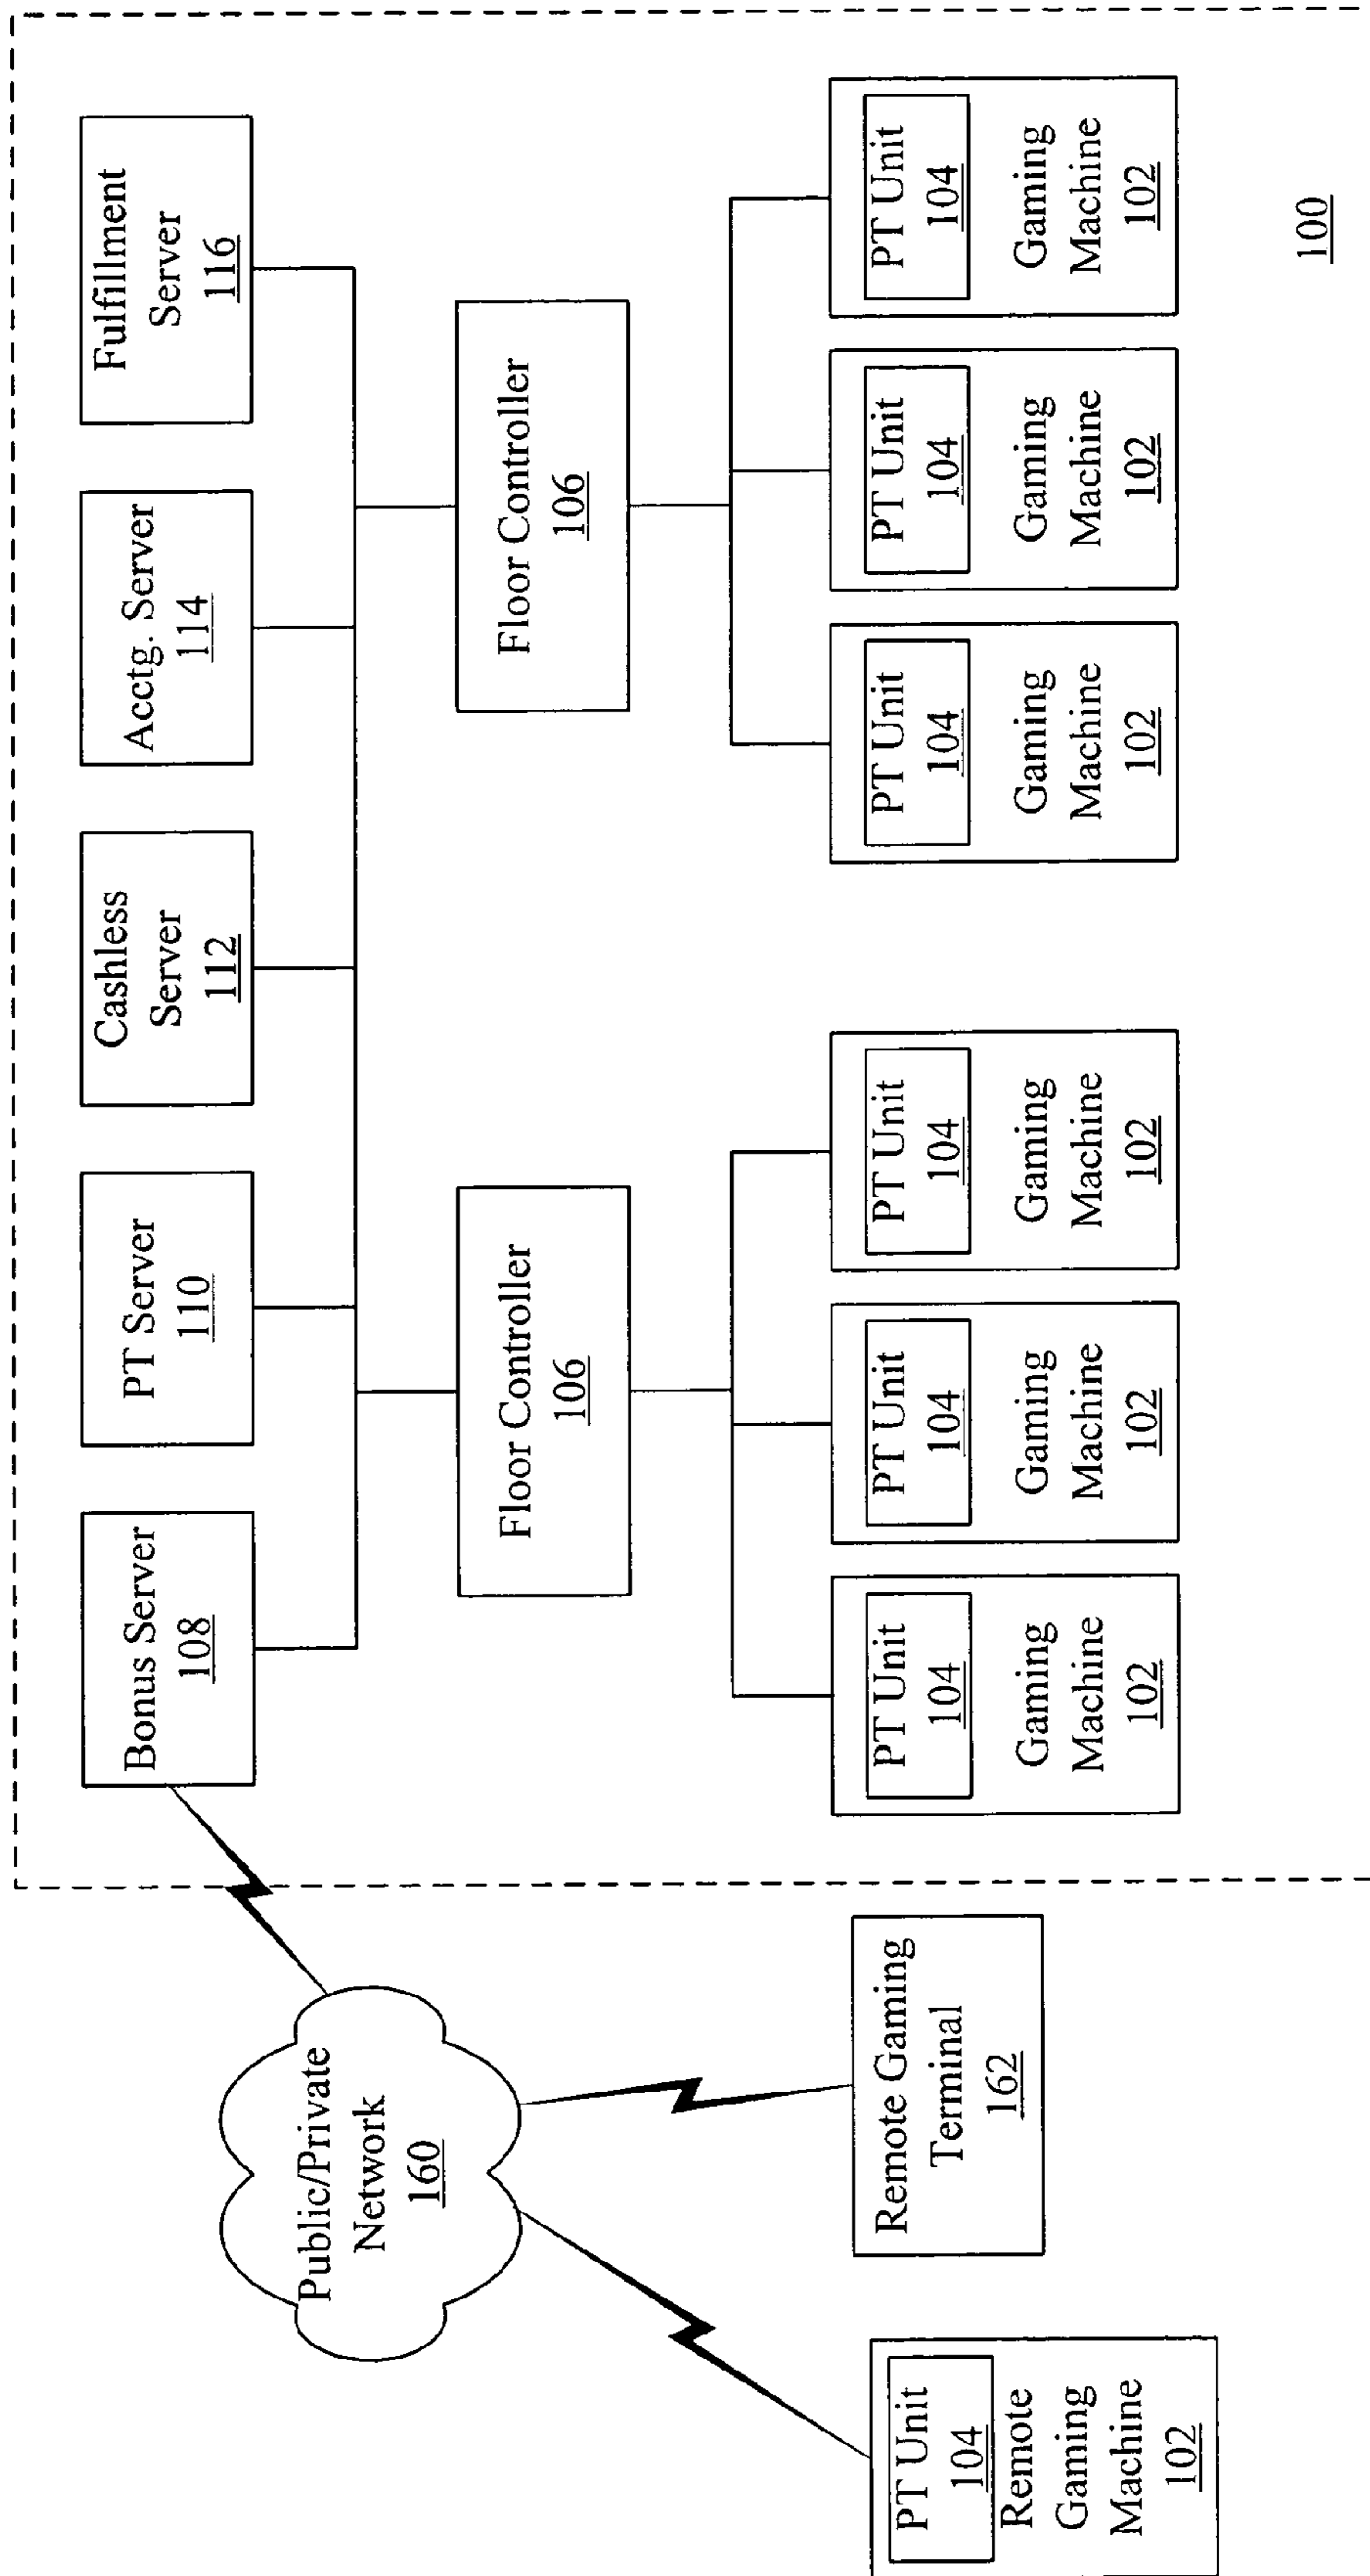 Bonus Server
108
PT Server
110
Cashless
Server
112
Acctg. Server
114
Fulfillment
Server
116
Public/Private
Network
160
Floor Controller
106
Floor Controller
106
PT Unit
104
Remote
Gaming
Machine
102
Remote Gaming
Terminal
162
PT Unit
104
Gaming
Machine
102
PT Unit
104
Gaming
Machine
102
PT Unit
104
Gaming
Machine
102
PT Unit
104
Gaming
Machine
102
PT Unit
104
Gaming
Machine
102
PT Unit
104
Gaming
Machine
102
100